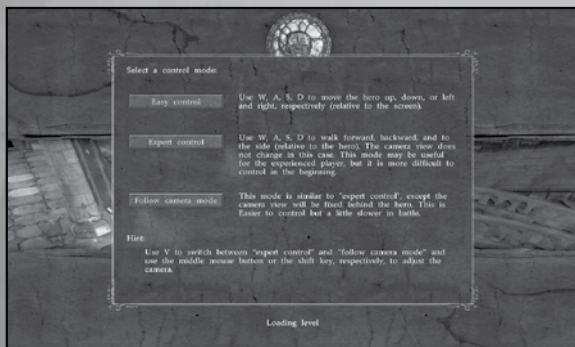 Select a control mode:
Easy control
Use W, A, S, D to move the hero up, down, or left
and right, respectively (relative to the screen).
Expert control
Use W, A, S, D to walk forward, backward, and to
the side (relative to the hero). The camera view does
not change in this case. This mode may be useful
for the experienced player, but it is more difficult to
control in the beginning.
Follow camera mode
This mode is similar to "expert control", except the
camera view will be fixed behind the hero. This is
Easier to control but a little slower in battle.
Hint:
Use V to switch between "expert control" and "follow camera mode" and
use the middle mouse button or the shift key, respectively, to adjust the
camera.
Loading level